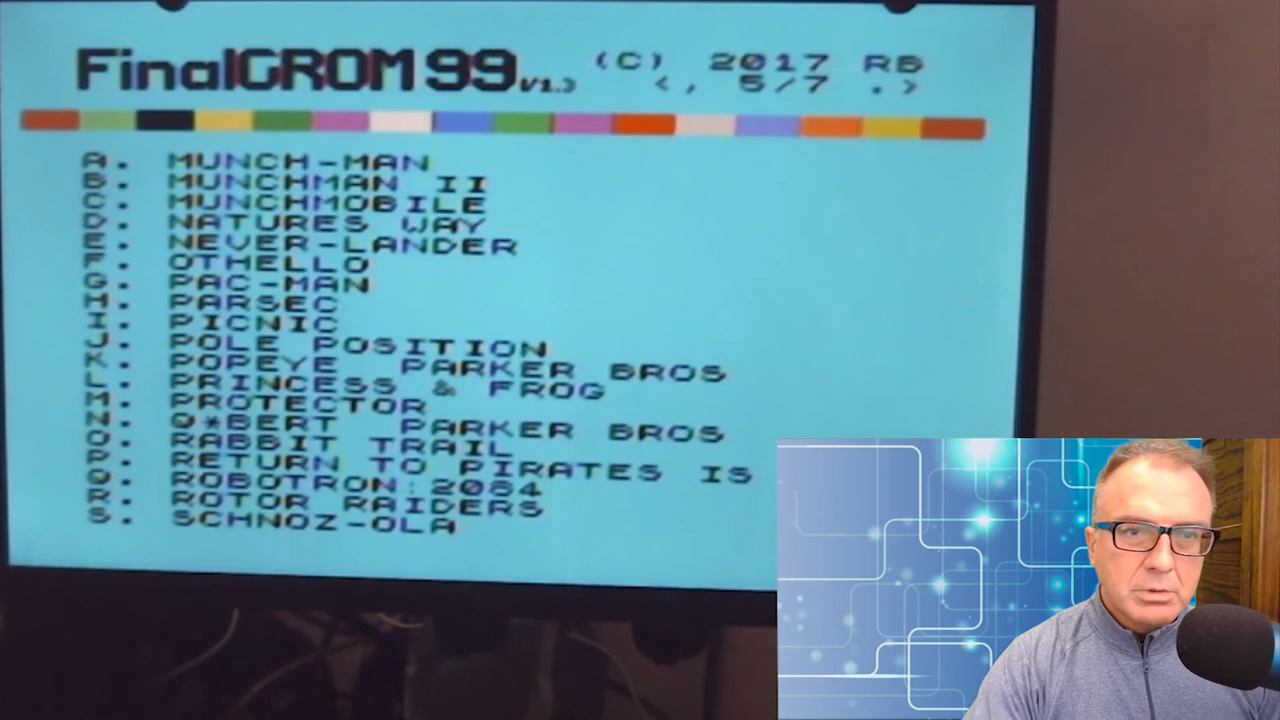 FinalGROM 99 V1.3 (C) 2017 RB
<, 5/7 .>
A. MUNCH-MAN
B. MUNCHMAN II
C. MUNCHMOBILE
D. NATURES WAY
E. NEVER-LANDER
F. OTHELLO
G. PAC-MAN
H. PARSEC
I. PICNIC
J. POLE POSITION
K. POPEYE PARKER BROS
L. PRINCESS & FROG
M. PROTECTOR
N. Q*BERT PARKER BROS
O. RABBIT TRAIL
P. RETURN TO PIRATES IS
Q. ROBOTRON:2084
R. ROTOR RAIDERS
S. SCHNOZ-OLA